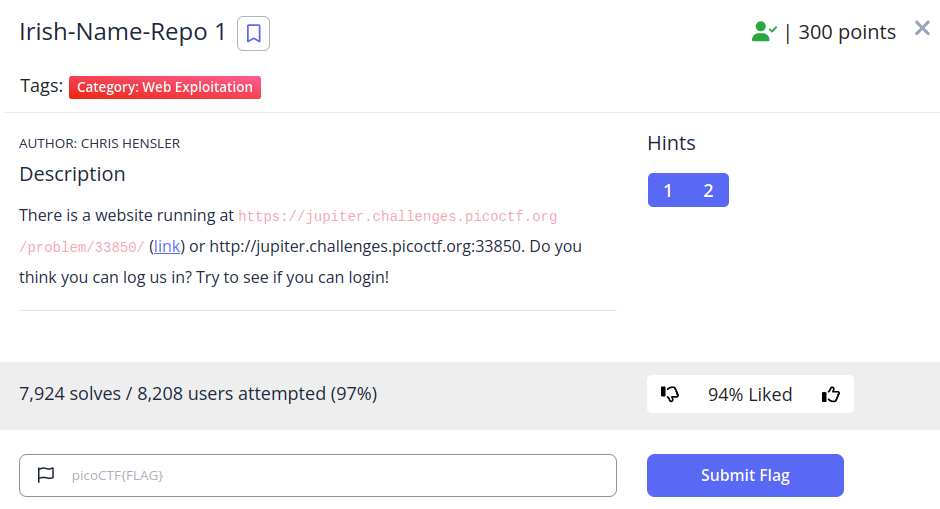 Irish-Name-Repo 1
| 300 points
Tags: Category: Web Exploitation
AUTHOR: CHRIS HENSLER
Description
There is a website running at https://jupiter.challenges.picoctf.org
/problem/33850/ (link) or http://jupiter.challenges.picoctf.org:33850. Do you
think you can log us in? Try to see if you can login!
Hints
1 2
7,924 solves / 8,208 users attempted (97%)
94% Liked
picoCTF{FLAG}
Submit Flag